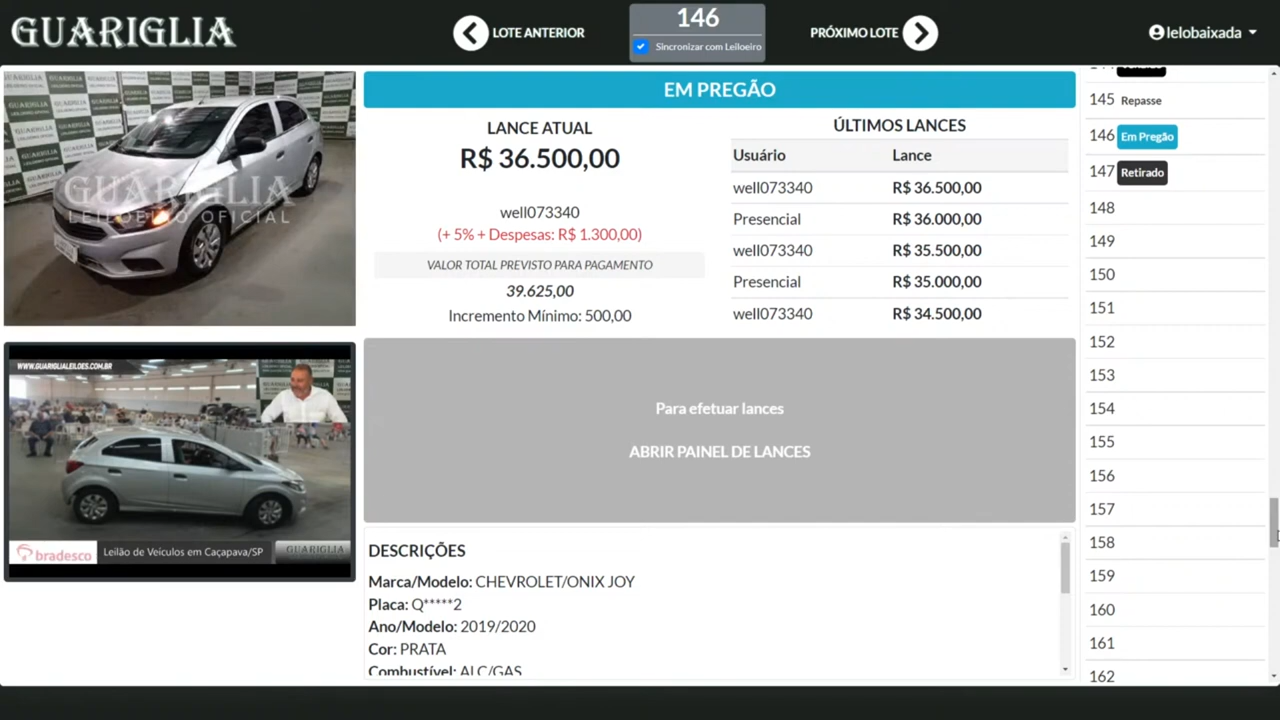 GUARIGLIA
LOTE ANTERIOR
146
Sincronizar com Leiloeiro
PRÓXIMO LOTE
lelobaixada
GUARIGLIA
LEILOEIRO OFICIAL
EM PREGÃO
LANCE ATUAL
R$ 36.500,00
well073340
(+ 5% + Despesas: R$ 1.300,00)
VALOR TOTAL PREVISTO PARA PAGAMENTO
39.625,00
Incremento Mínimo: 500,00
ÚLTIMOS LANCES
Usuário Lance
well073340 R$ 36.500,00
Presencial R$ 36.000,00
well073340 R$ 35.500,00
Presencial R$ 35.000,00
well073340 R$ 34.500,00
WWW.GUARIGLIALEILOES.COM.BR
bradesco
Leilão de Veículos em Caçapava/SP
GUARIGLIA
Para efetuar lances
ABRIR PAINEL DE LANCES
DESCRIÇÕES
Marca/Modelo: CHEVROLET/ONIX JOY
Placa: Q*****2
Ano/Modelo: 2019/2020
Cor: PRATA
Combustível: ALC/GAS
145 Repasse
146 Em Pregão
147 Retirado
148
149
150
151
152
153
154
155
156
157
158
159
160
161
162